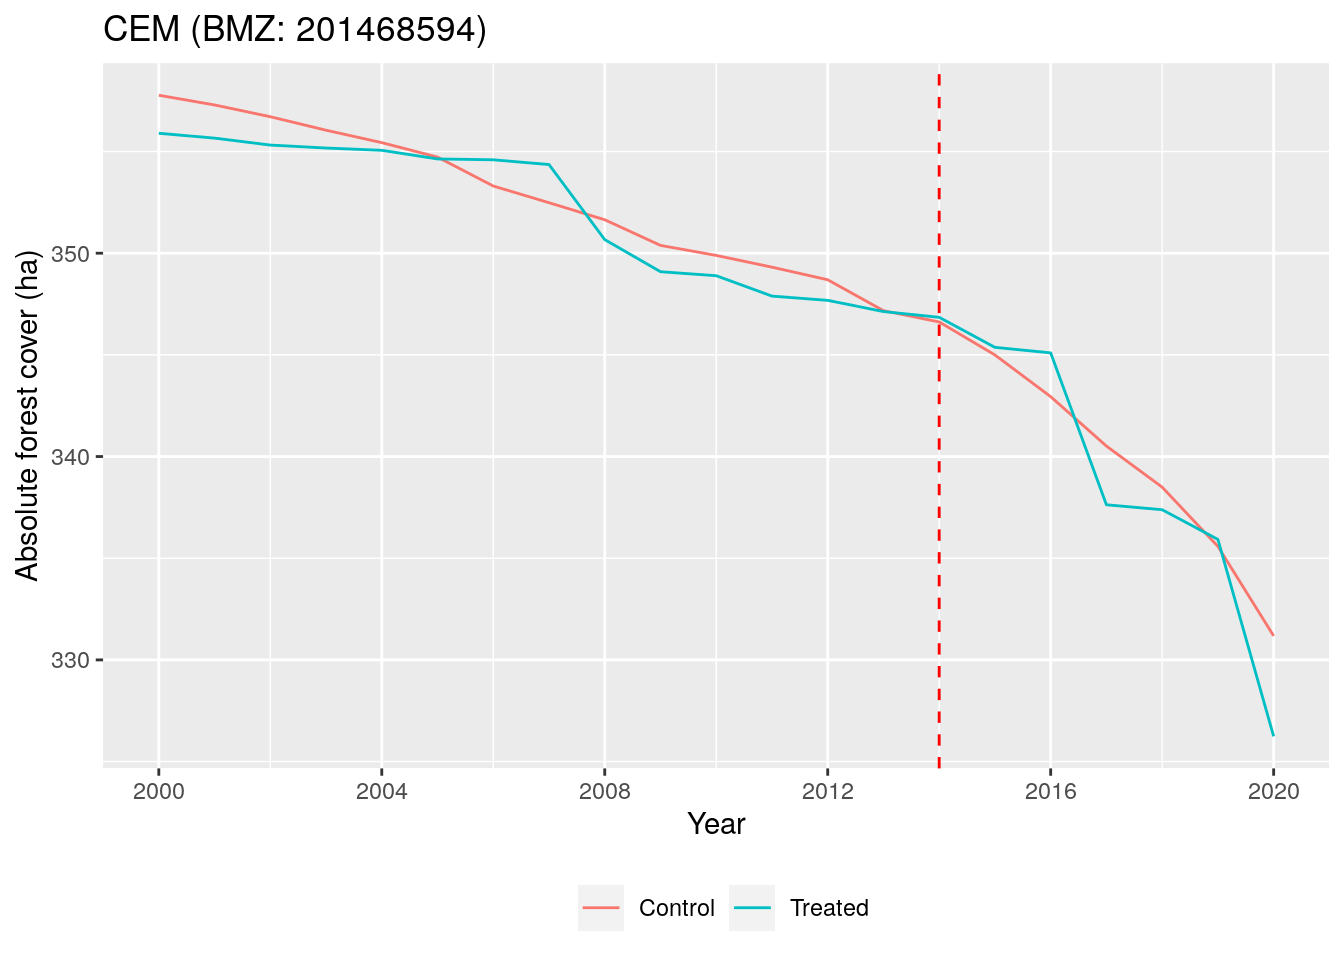 CEM (BMZ: 201468594)
Absolute forest cover (ha)
350
340
330
2000 2004 2008 2012 2016 2020
Year
Control Treated